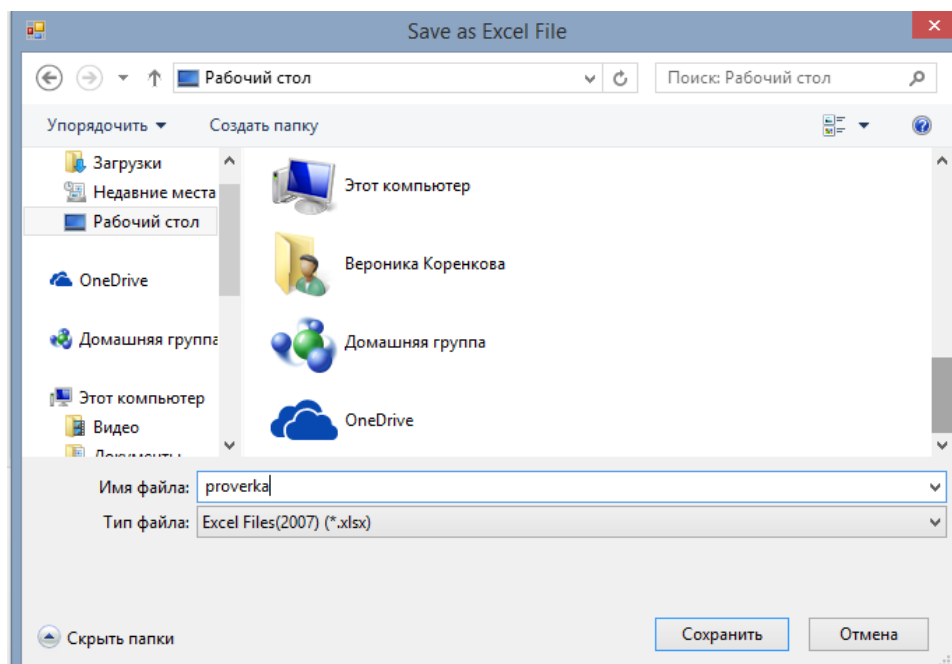 Save as Excel File
Рабочий стол
Поиск: Рабочий стол
Упорядочить
Создать папку
Загрузки
Недавние места
Рабочий стол
OneDrive
Домашняя группа
Этот компьютер
Видео
Документы
Этот компьютер
Вероника Коренкова
Домашняя группа
OneDrive
Имя файла: proverka
Тип файла: Excel Files(2007) (*.xlsx)
Скрыть папки
Сохранить
Отмена